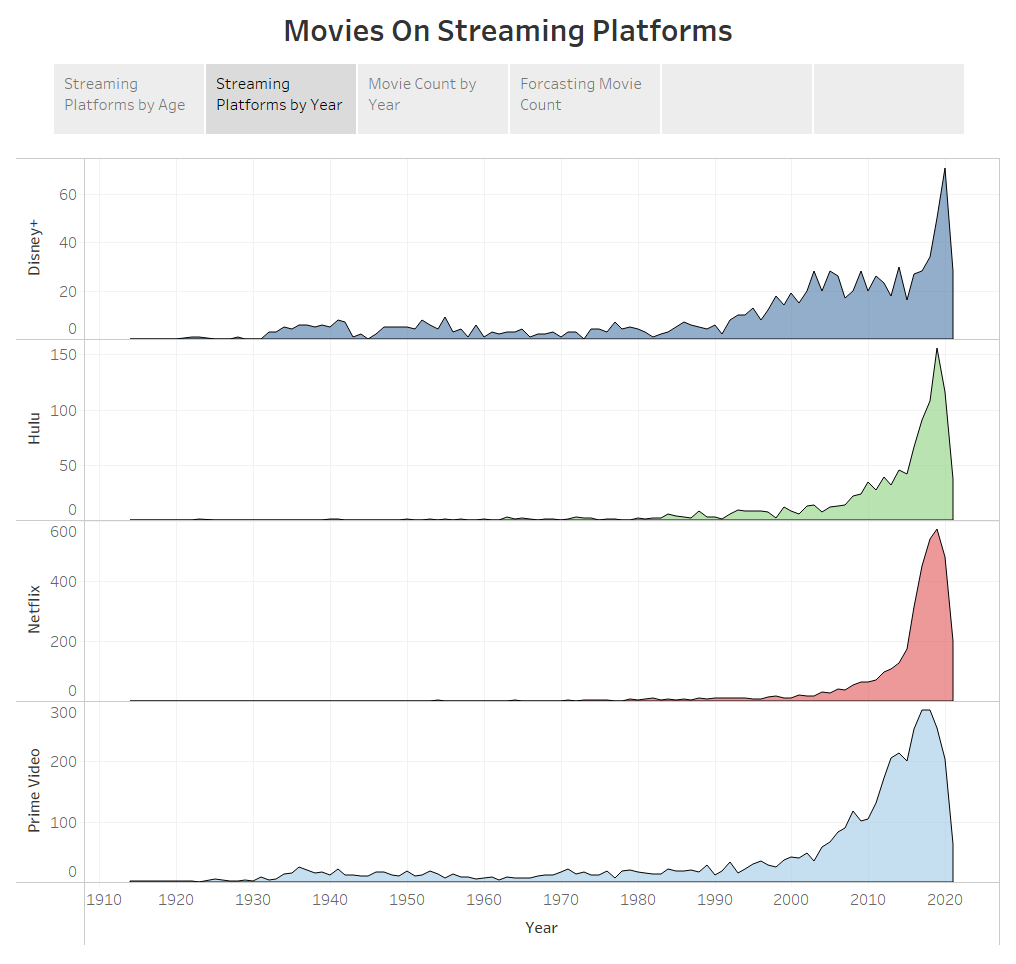 Movies On Streaming Platforms
Streaming
Platforms by Age
Streaming
Platforms by Year
Movie Count by
Year
Forcasting Movie
Count
60
40
20
0
Disney+
150
100
50
0
Hulu
600
400
200
0
Netflix
300
200
100
0
Prime Video
1910 1920 1930 1940 1950 1960 1970 1980 1990 2000 2010 2020
Year